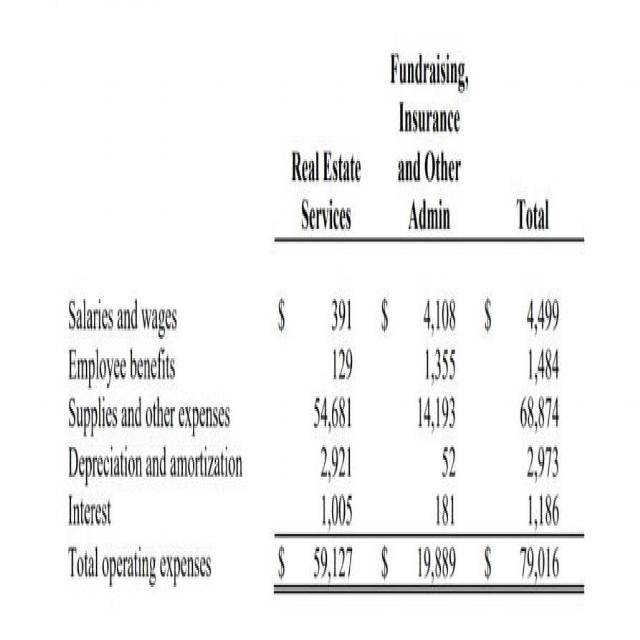 Fundraising,
Insurance
Real Estate and Other
Services Admin Total
Salaries and wages $ 391 $ 4,108 $ 4,499
Employee benefits 129 1,355 1,484
Supplies and other expenses 54,681 14,193 68,874
Depreciation and amortization 2,921 52 2,973
Interest 1,005 181 1,186
Total operating expenses $ 59,127 $ 19,889 $ 79,016